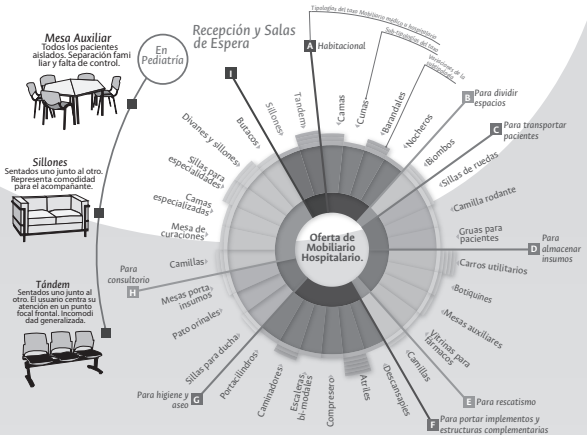 Mesa Auxiliar
Todos los pacientes
aislados. Separación fami
liar y falta de control.
En
Pediatría
Recepción y Salas
de Espera
Tipologías del taso Mobiliario médico u hospitalario
Sub-tipologías del taso
A Habitacional
I
B Para dividir
espacios
C Para transportar
pacientes
D Para
almacenar
insumos
E Para rescatismo
F Para portar implementos y
estructuras complementarias
G
Para higiene y
aseo
H
Para
consultorio
Sillones
Sentados uno junto al otro.
Representa comodidad
para el acompañante.
Tándem
Sentados uno junto al
otro. El usuario centra su
atención en un punto
focal frontal. Incomodi
dad generalizada.
Oferta de
Mobiliario
Hospitalario.
‹Camas
‹Cunas
‹Barandales
‹Nocheros
‹Biombos
‹Sillas de ruedas
‹Camilla rodante
‹Gruas para
pacientes
‹Carros utilitarios
‹Botiquines
‹Mesas auxiliares
‹Vitrinas para
fármacos
‹Camillas
‹Descansapies
Atriles
Compresero›
Escaleras
bi-modales
Caminadores›
Portacilindros›
Sillas para ducha›
Pato orinales›
Mesas porta
insumos
Camillas›
Mesa de
curaciones›
Camas
especializadas›
Sillas para
especialidades›
Divanes y sillones›
Butacos›
Sillones›
Tandem›